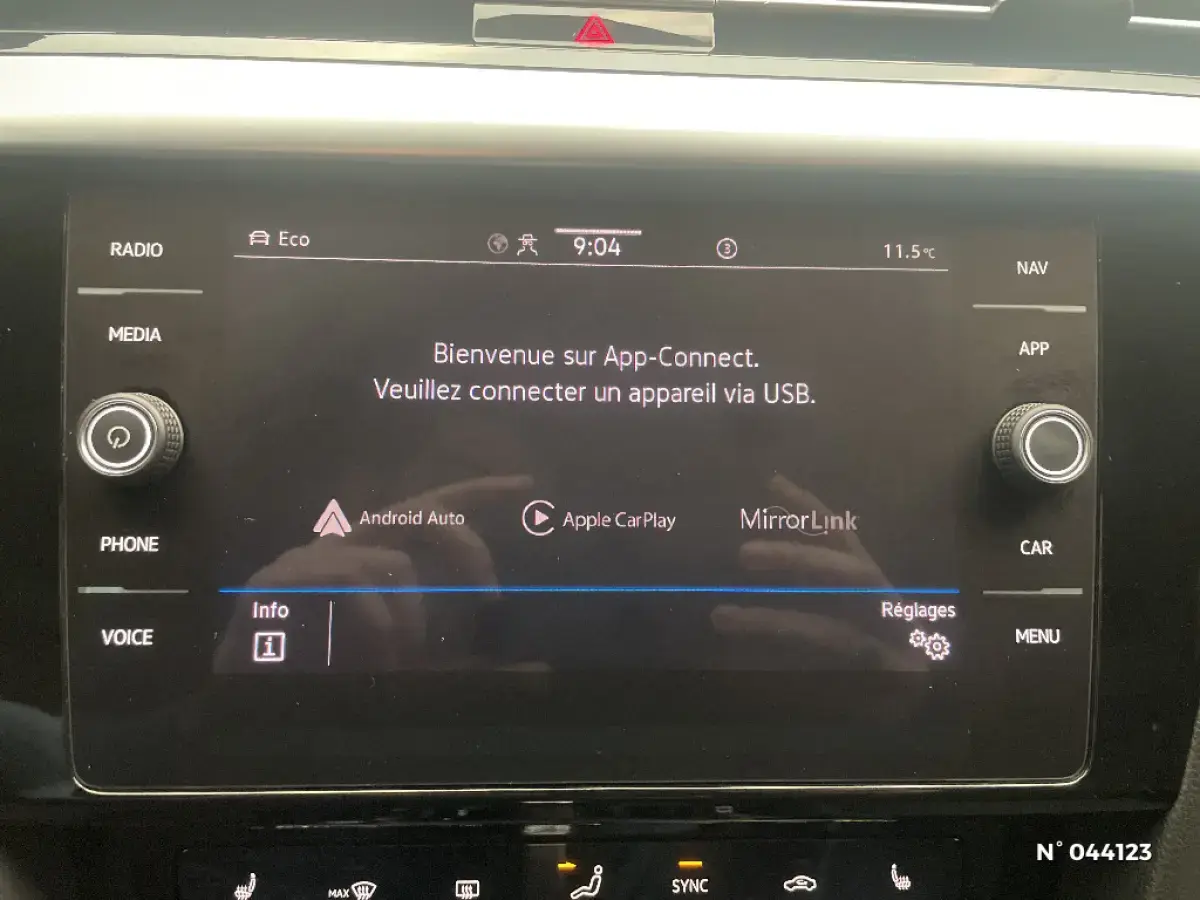 RADIO
MEDIA
PHONE
VOICE
Eco
9:04
3
11.5°C
Bienvenue sur App-Connect.
Veuillez connecter un appareil via USB.
Android Auto
Apple CarPlay
MirrorLink
Info
i
Réglages
NAV
APP
CAR
MENU
MAX
SYNC
N° 044123